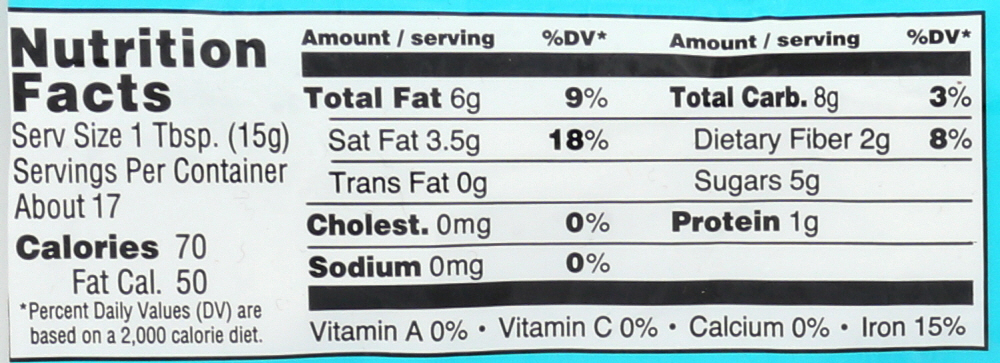 Nutrition
Facts
Serv Size 1 Tbsp. (15g)
Servings Per Container
About 17
Calories 70
Fat Cal. 50
*Percent Daily Values (DV) are
based on a 2,000 calorie diet.
Amount / serving %DV*
Total Fat 6g 9%
Sat Fat 3.5g 18%
Trans Fat 0g
Cholest. 0mg 0%
Sodium 0mg 0%
Amount / serving %DV*
Total Carb. 8g 3%
Dietary Fiber 2g 8%
Sugars 5g
Protein 1g
Vitamin A 0% • Vitamin C 0% • Calcium 0% • Iron 15%